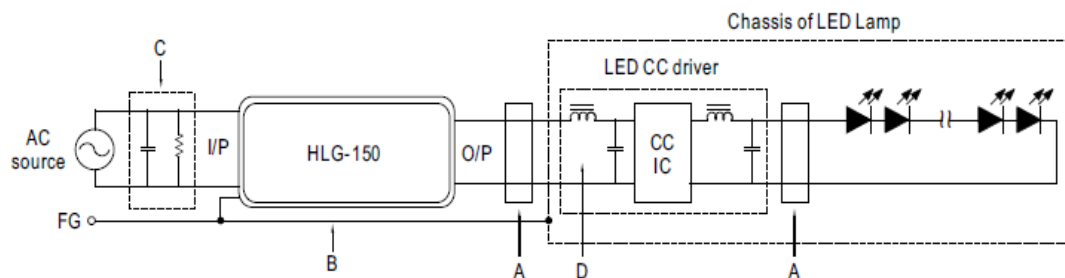 Chassis of LED Lamp
C
LED CC driver
AC
source
I/P
HLG-150
O/P
CC
IC
FG
B
A
D
A